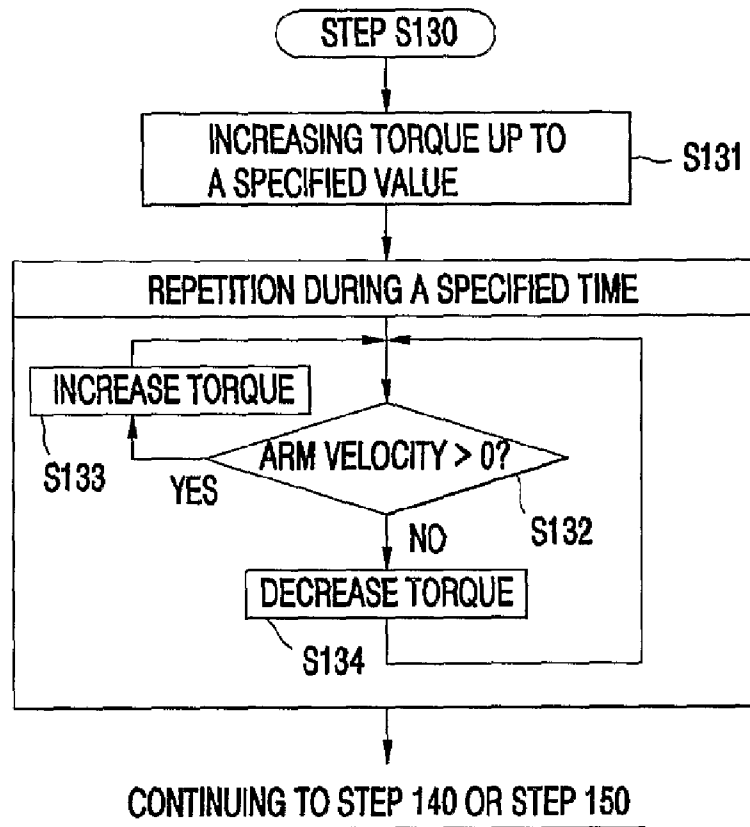 STEP S130
INCREASING TORQUE UP TO
A SPECIFIED VALUE
S131
REPETITION DURING A SPECIFIED TIME
INCREASE TORQUE
S133
YES
ARM VELOCITY > 0?
S132
NO
DECREASE TORQUE
S134
CONTINUING TO STEP 140 OR STEP 150